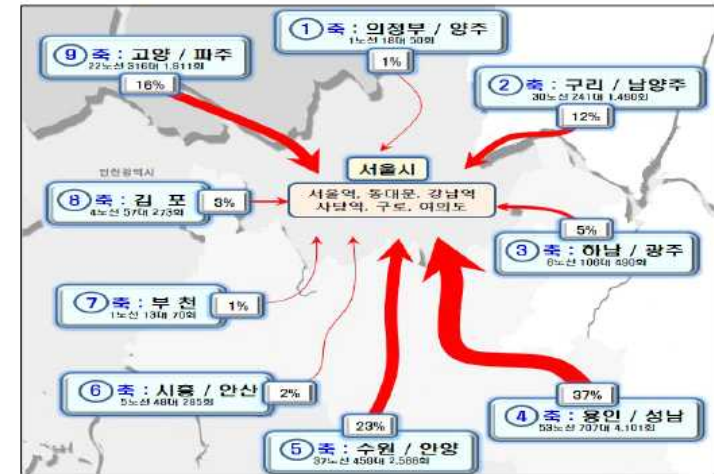 ① 축 : 의정부 / 양주
1노선 18대 50회
1%
⑨ 축 : 고양 / 파주
22노선 316대 1,811회
16%
② 축 : 구리 / 남양주
30노선 241대 1,490회
12%
서울시
인천광역시
서울역, 동대문, 강남역
사당역, 구로, 여의도
⑧ 축 : 김 포
4노선 57대 273회
3%
5%
③ 축 : 하남 / 광주
8노선 106대 490회
⑦ 축 : 부 천
1노선 13대 70회
1%
⑥ 축 : 시흥 / 안산
5노선 48대 285회
2%
37%
④ 축 : 용인 / 성남
53노선 707대 4,101회
23%
⑤ 축 : 수원 / 안양
37노선 459대 2,588회